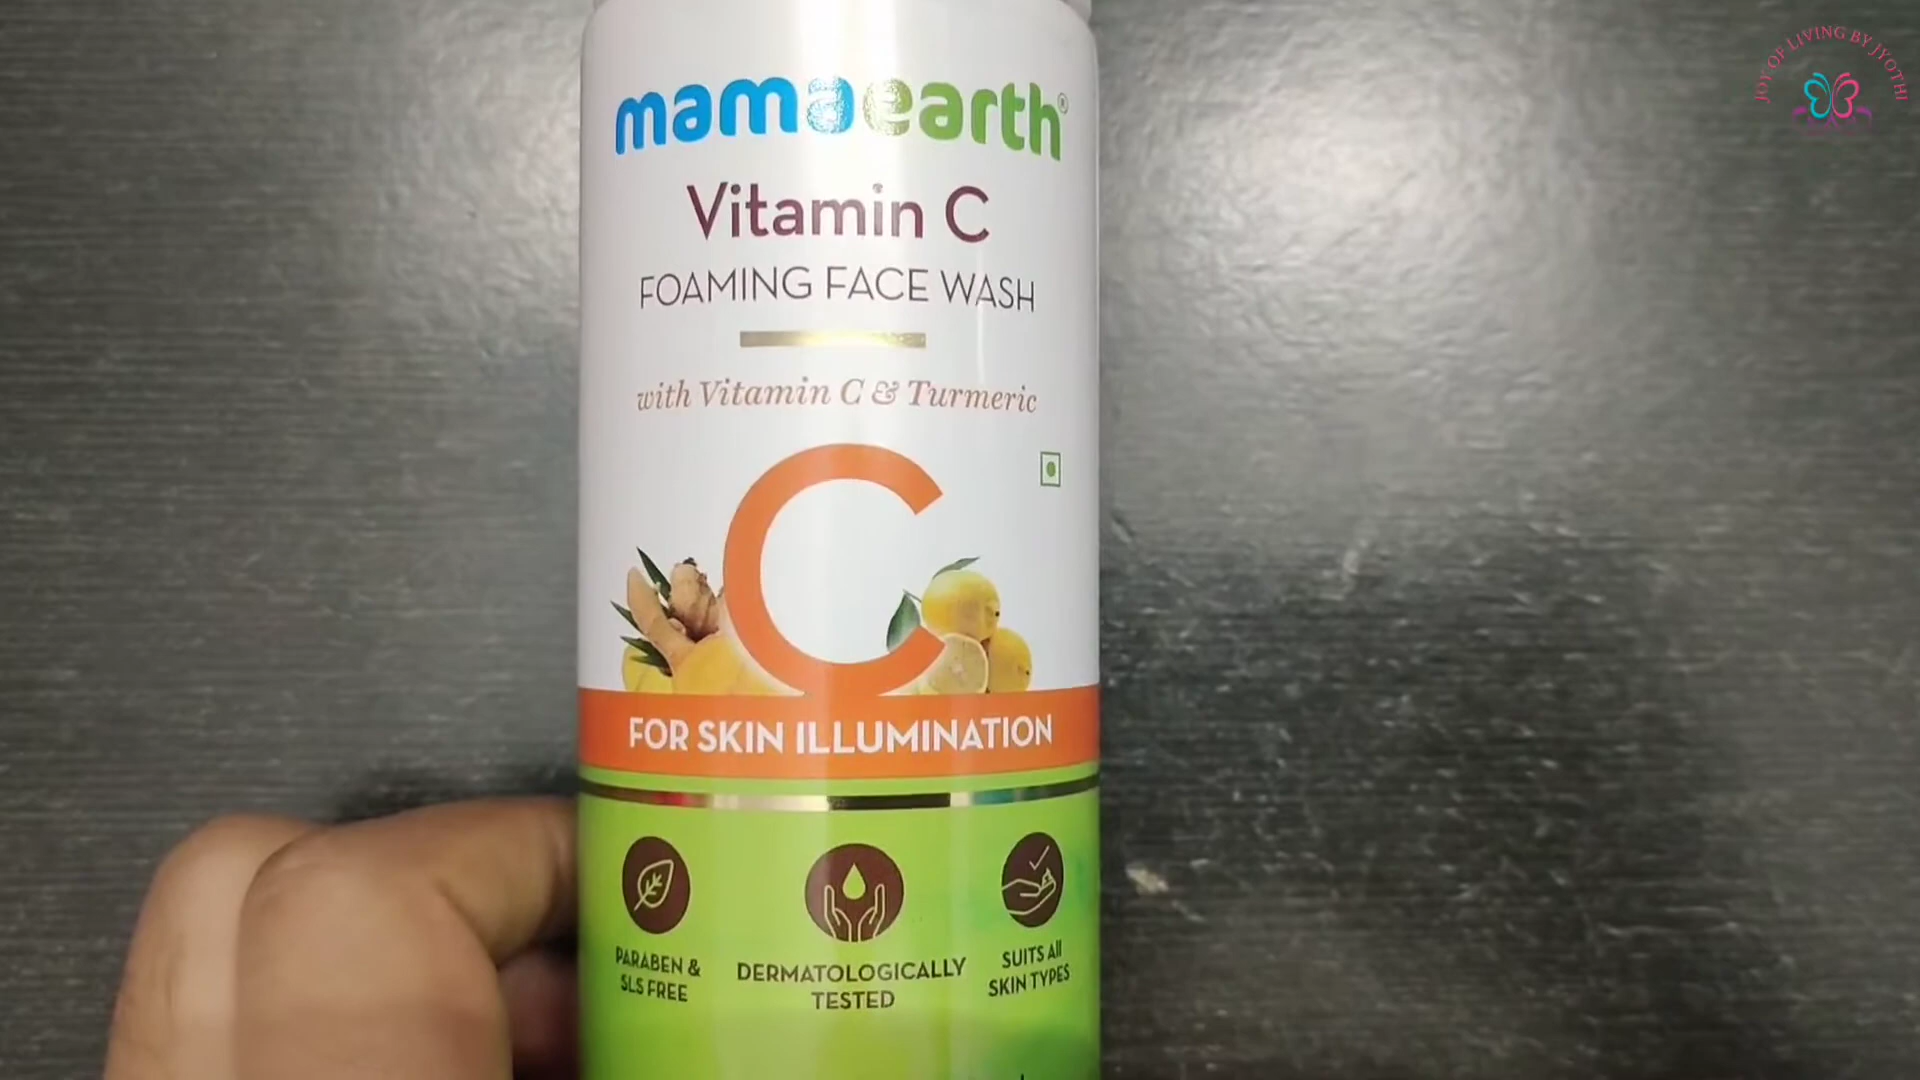 JOY OF LIVING BY JYOTHI
mamaearth®
Vitamin C
FOAMING FACE WASH
with Vitamin C & Turmeric
C
FOR SKIN ILLUMINATION
PARABEN &
SLS FREE
DERMATOLOGICALLY
TESTED
SUITS All
SKIN TYPES